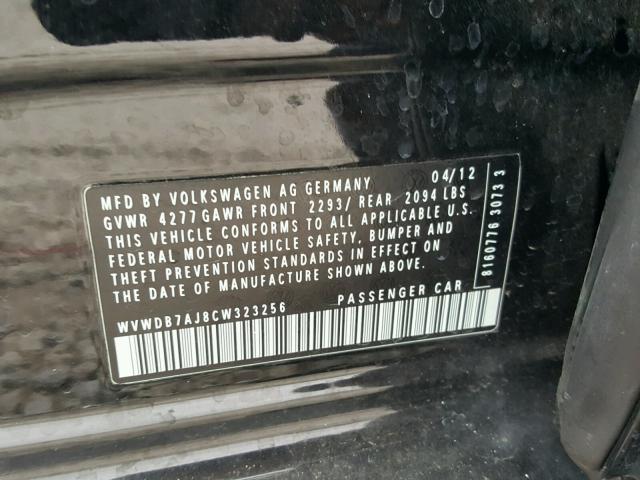 MFD BY VOLKSWAGEN AG GERMANY 04/12
GVWR 4277 GAWR FRONT 2293/ REAR 2094 LBS
THIS VEHICLE CONFORMS TO ALL APPLICABLE U.S.
FEDERAL MOTOR VEHICLE SAFETY, BUMPER AND
THEFT PREVENTION STANDARDS IN EFFECT ON
THE DATE OF MANUFACTURE SHOWN ABOVE.
WVWDB7AJ8CW323256 PASSENGER CAR
8160776 3073 3